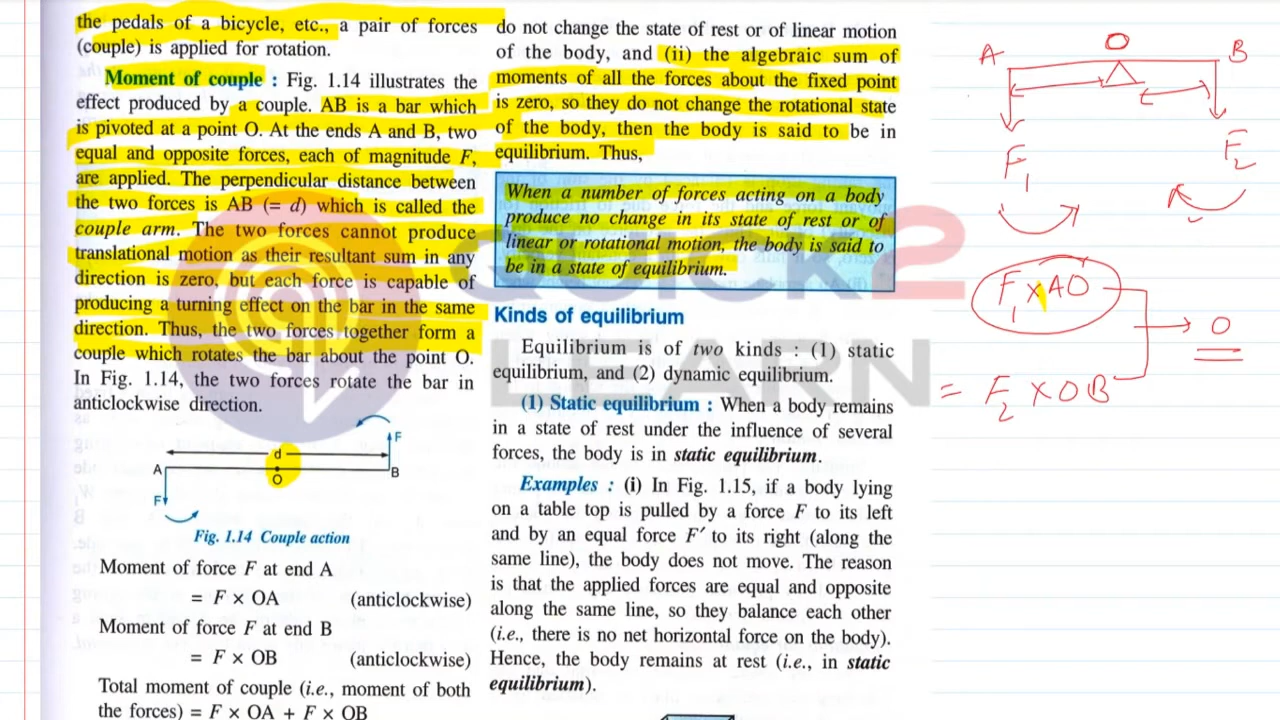 the pedals of a bicycle, etc., a pair of forces
(couple) is applied for rotation.
Moment of couple : Fig. 1.14 illustrates the
effect produced by a couple. AB is a bar which
is pivoted at a point O. At the ends A and B, two
equal and opposite forces, each of magnitude F,
are applied. The perpendicular distance between
the two forces is AB (= d) which is called the
couple arm. The two forces cannot produce
translational motion as their resultant sum in any
direction is zero, but each force is capable of
producing a turning effect on the bar in the same
direction. Thus, the two forces together form a
couple which rotates the bar about the point O.
In Fig. 1.14, the two forces rotate the bar in
anticlockwise direction.
F
d
A
B
O
F
Fig. 1.14 Couple action
Moment of force F at end A
= F × OA (anticlockwise)
Moment of force F at end B
= F × OB (anticlockwise)
Total moment of couple (i.e., moment of both
the forces) = F × OA + F × OB
do not change the state of rest or of linear motion
of the body, and (ii) the algebraic sum of
moments of all the forces about the fixed point
is zero, so they do not change the rotational state
of the body, then the body is said to be in
equilibrium. Thus,
When a number of forces acting on a body
produce no change in its state of rest or of
linear or rotational motion, the body is said to
be in a state of equilibrium.
Kinds of equilibrium
Equilibrium is of two kinds : (1) static
equilibrium, and (2) dynamic equilibrium.
(1) Static equilibrium : When a body remains
in a state of rest under the influence of several
forces, the body is in static equilibrium.
Examples : (i) In Fig. 1.15, if a body lying
on a table top is pulled by a force F to its left
and by an equal force F′ to its right (along the
same line), the body does not move. The reason
is that the applied forces are equal and opposite
along the same line, so they balance each other
(i.e., there is no net horizontal force on the body).
Hence, the body remains at rest (i.e., in static
equilibrium).
QUICK2
LEARN
A O B
F1 F2
F1 × AO
0
= F2 × OB